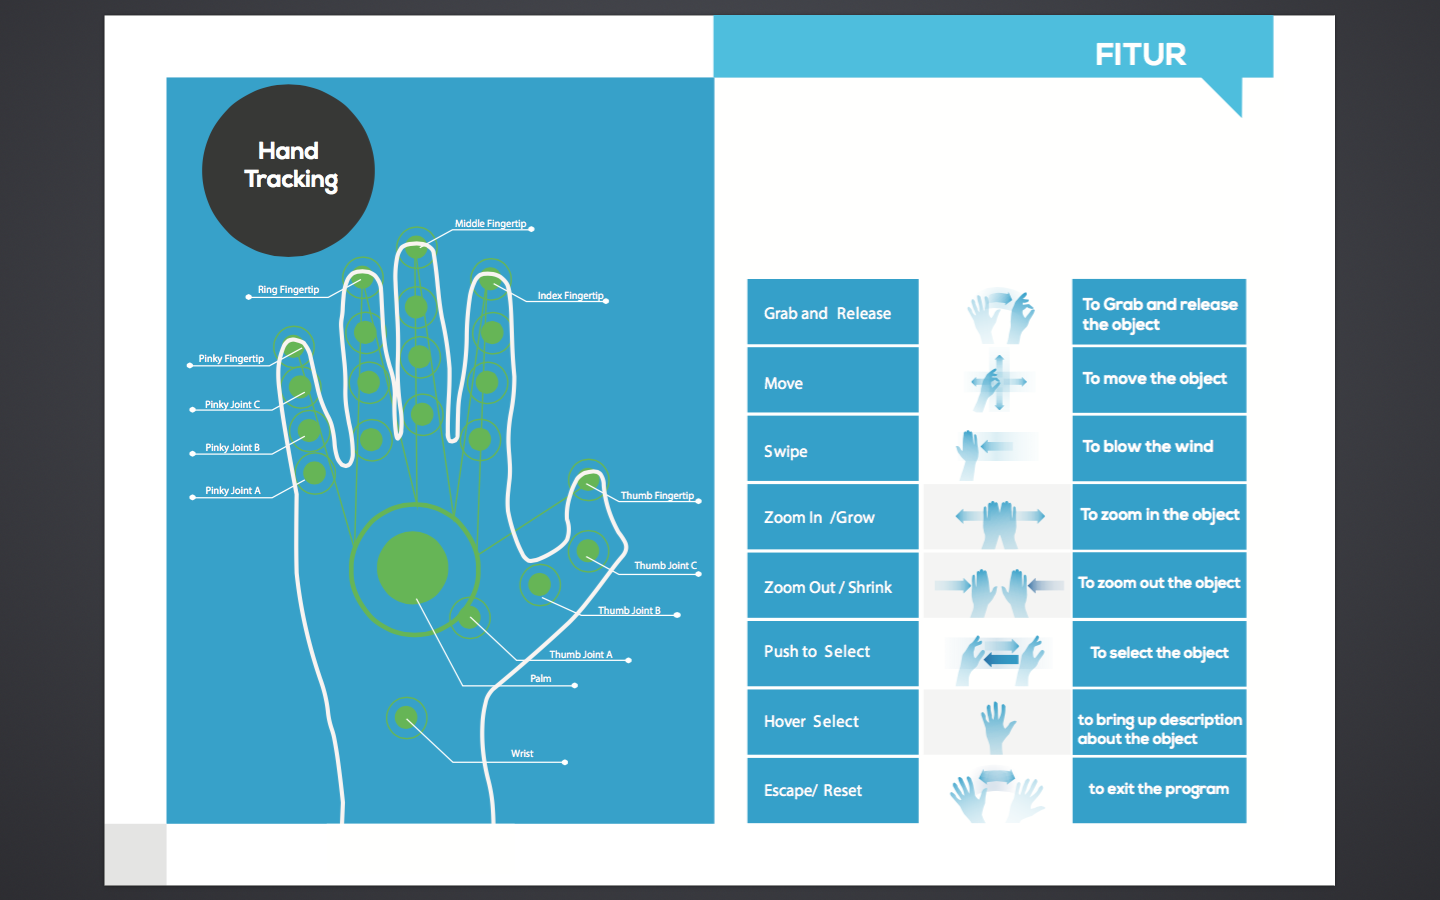 FITUR
Hand
Tracking
Middle Fingertip
Ring Fingertip
Index Fingertip
Pinky Fingertip
Pinky Joint C
Pinky Joint B
Pinky Joint A
Thumb Fingertip
Thumb Joint C
Thumb Joint B
Thumb Joint A
Palm
Wrist
Grab and Release
To Grab and release
the object
Move
To move the object
Swipe
To blow the wind
Zoom In /Grow
To zoom in the object
Zoom Out / Shrink
To zoom out the object
Push to Select
To select the object
Hover Select
to bring up description
about the object
Escape/ Reset
to exit the program